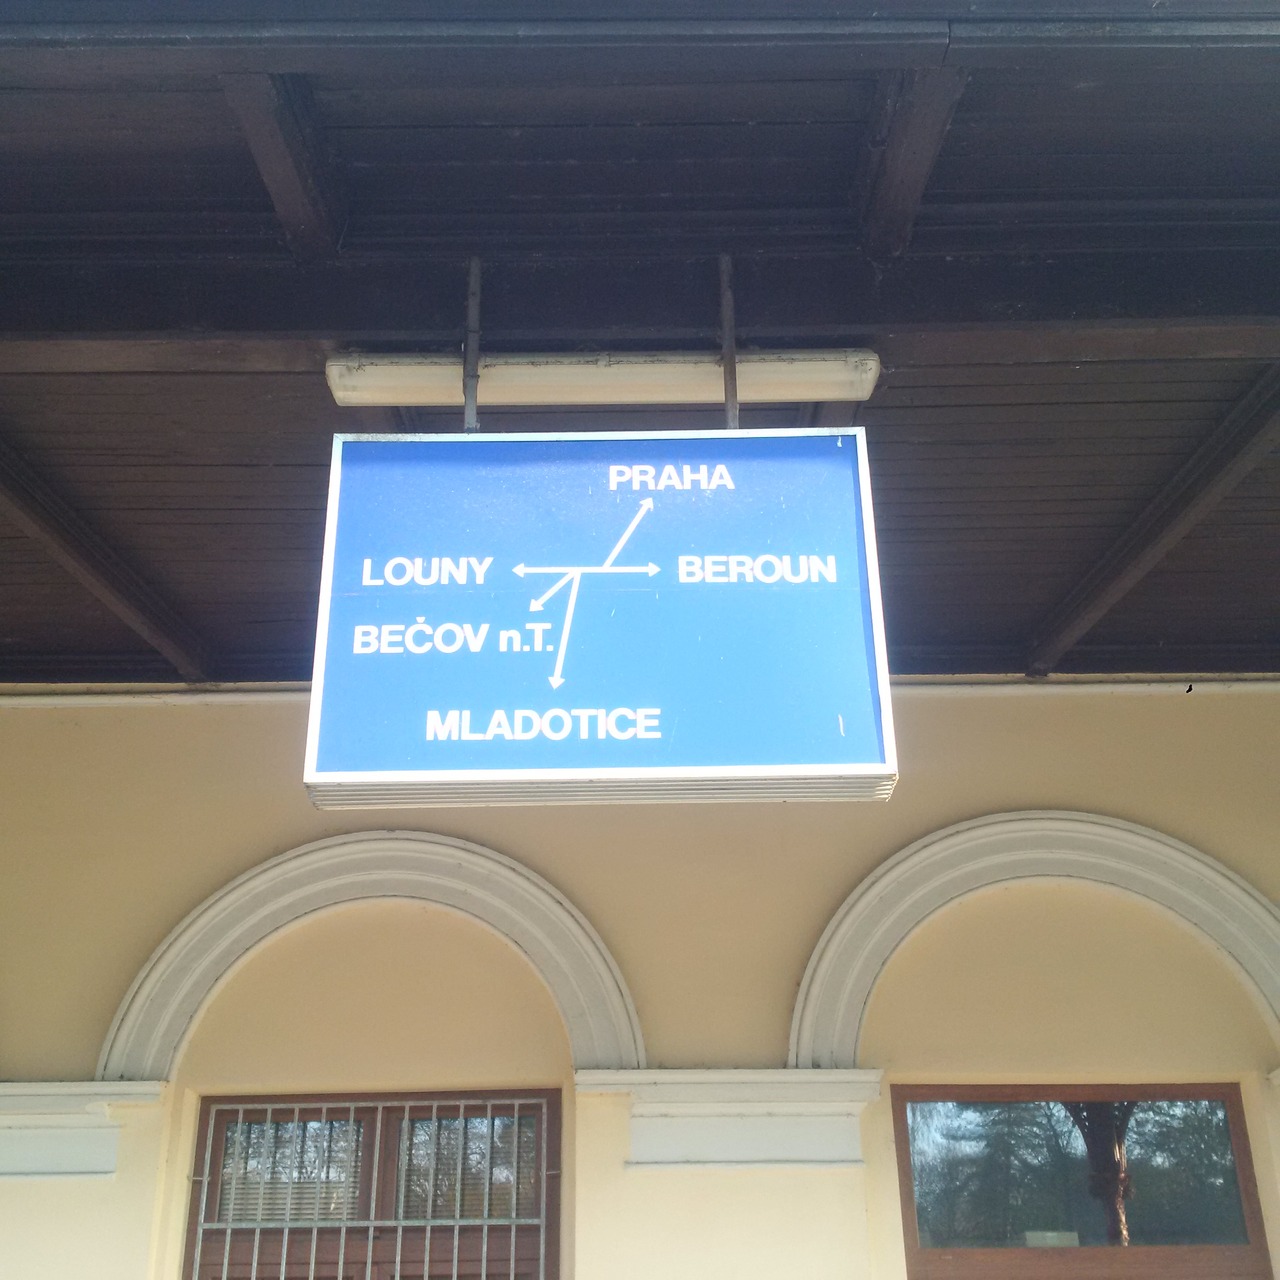 PRAHA
LOUNY BEROUN
BEČOV n.T.
MLADOTICE